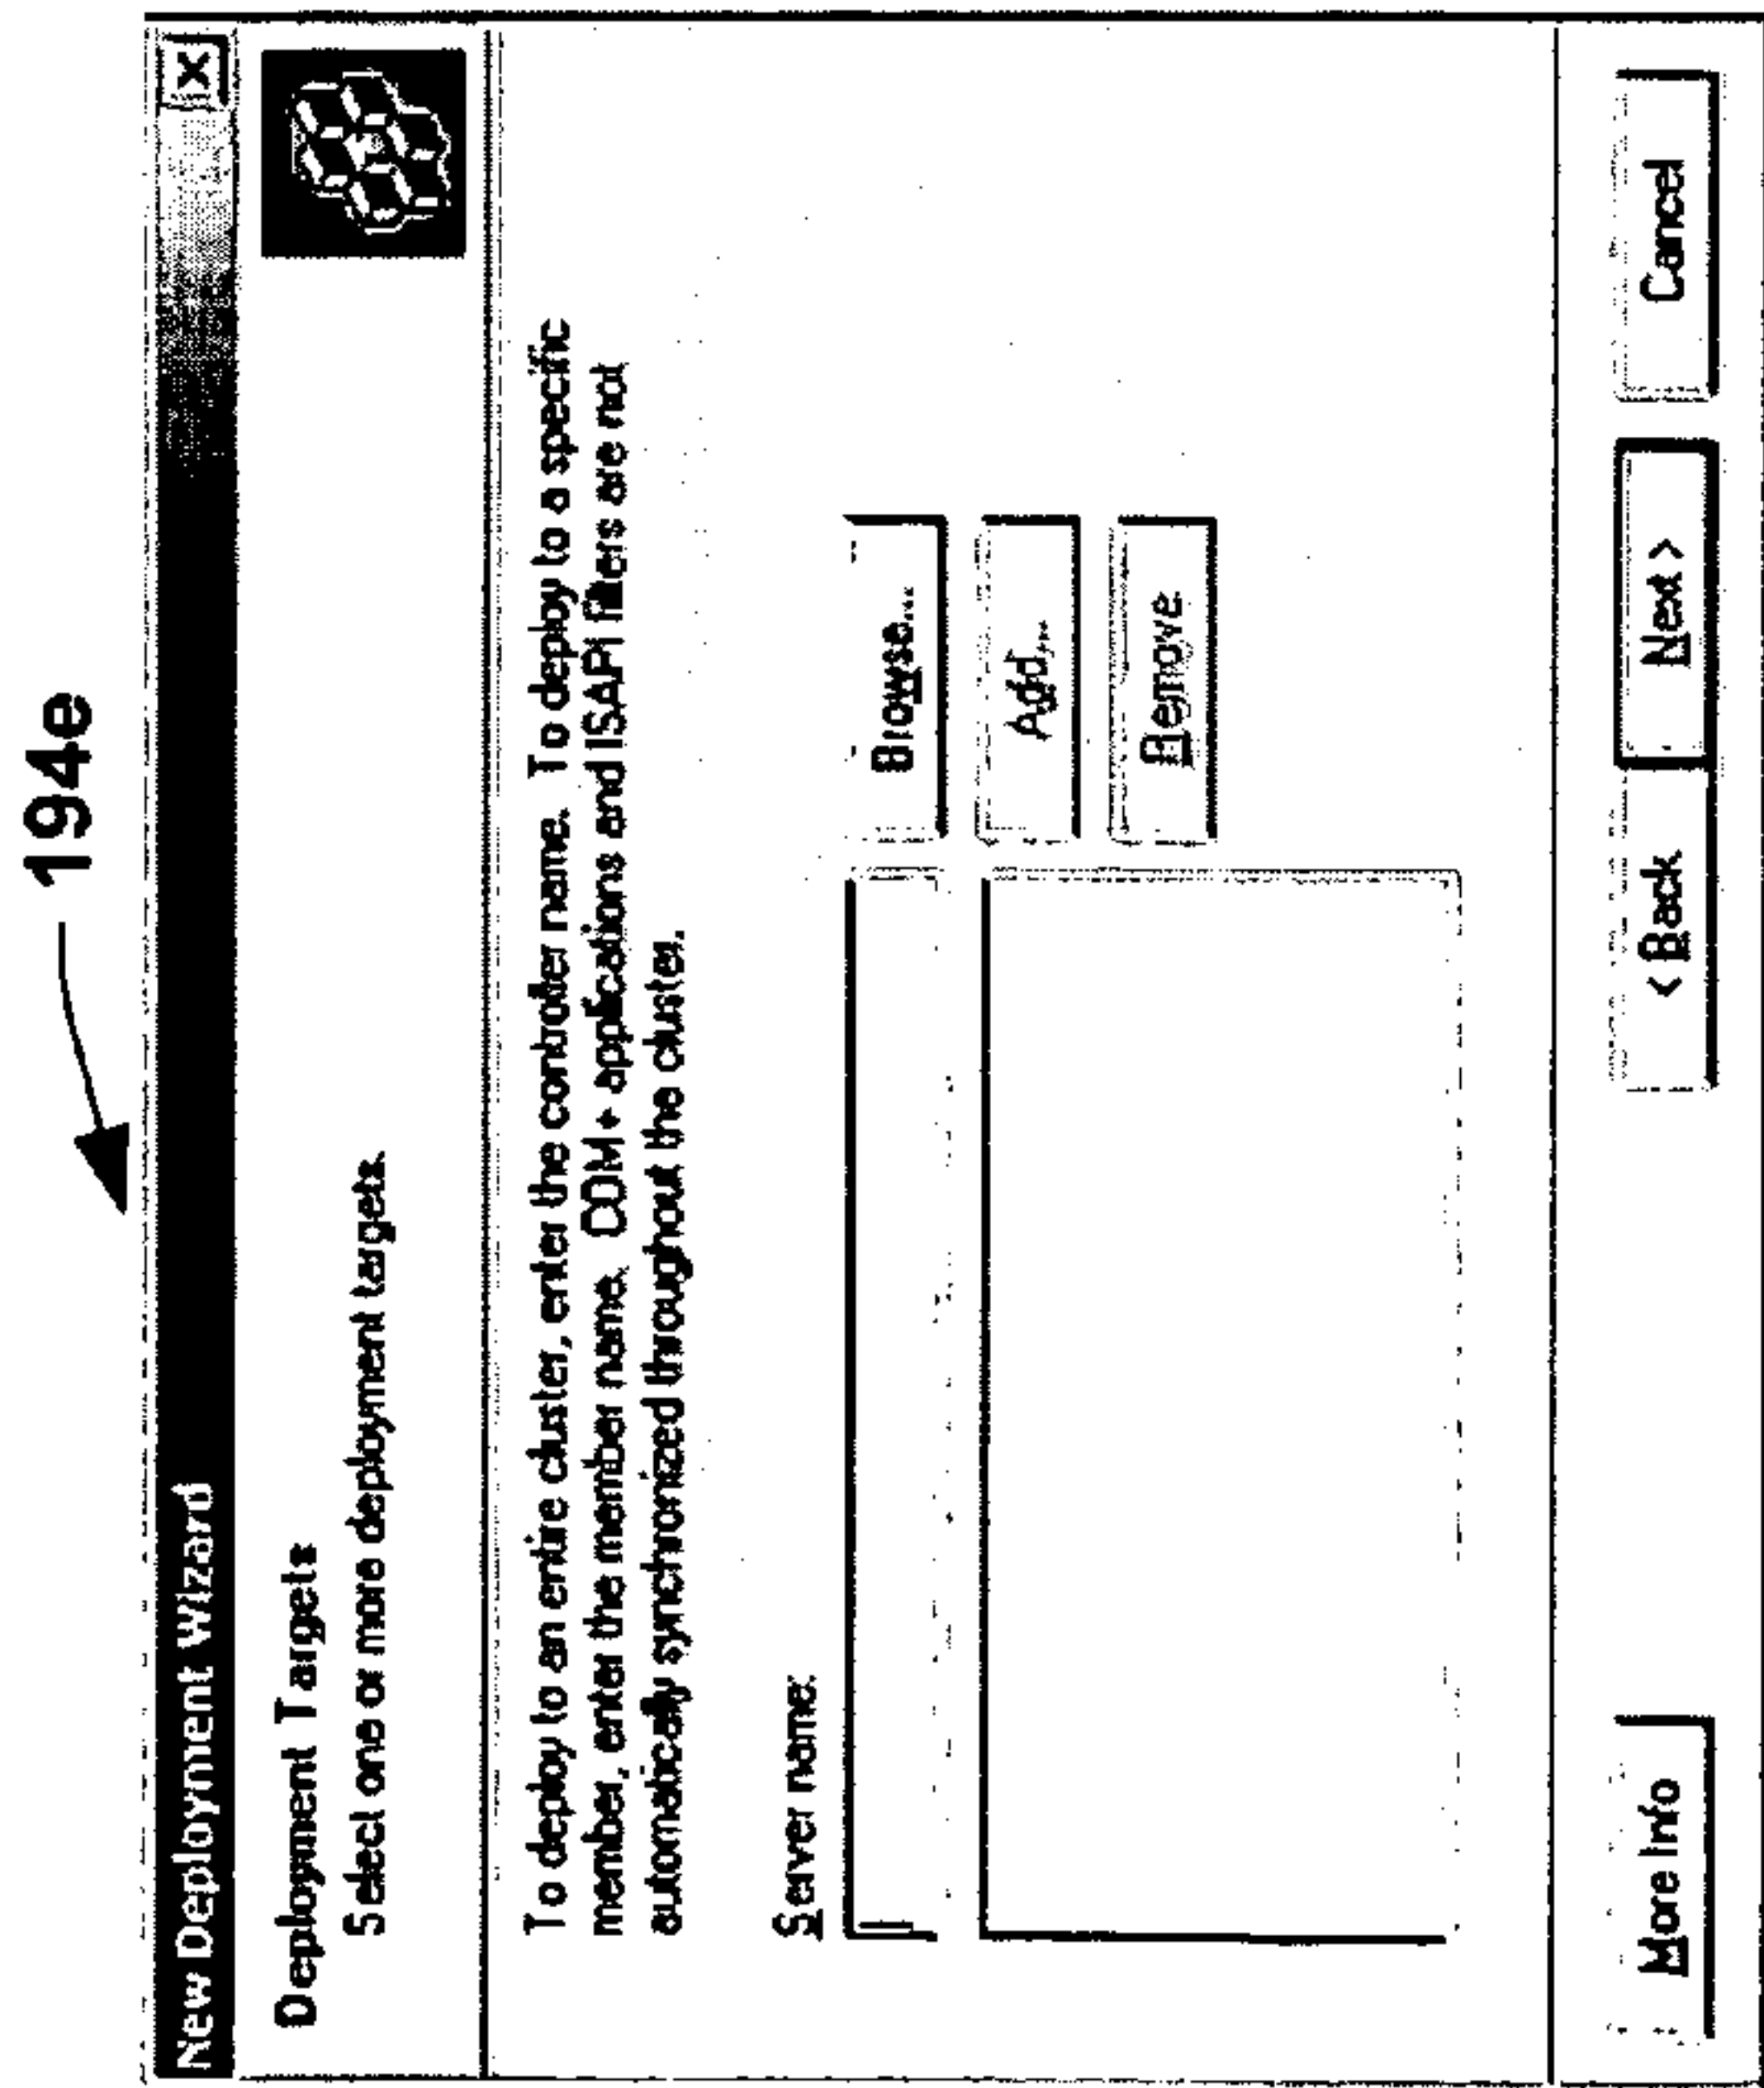 194e
New Deployment Wizard
Deployment Targets
Select one or more deployment targets.
To deploy to an entire cluster, enter the controller name. To deploy to a specific
member, enter the member name. COM+ applications and ISAPI filters are not
automatically synchronized throughout the cluster.
Server name:
Browse...
Add...
Remove
More Info
< Back
Next >
Cancel